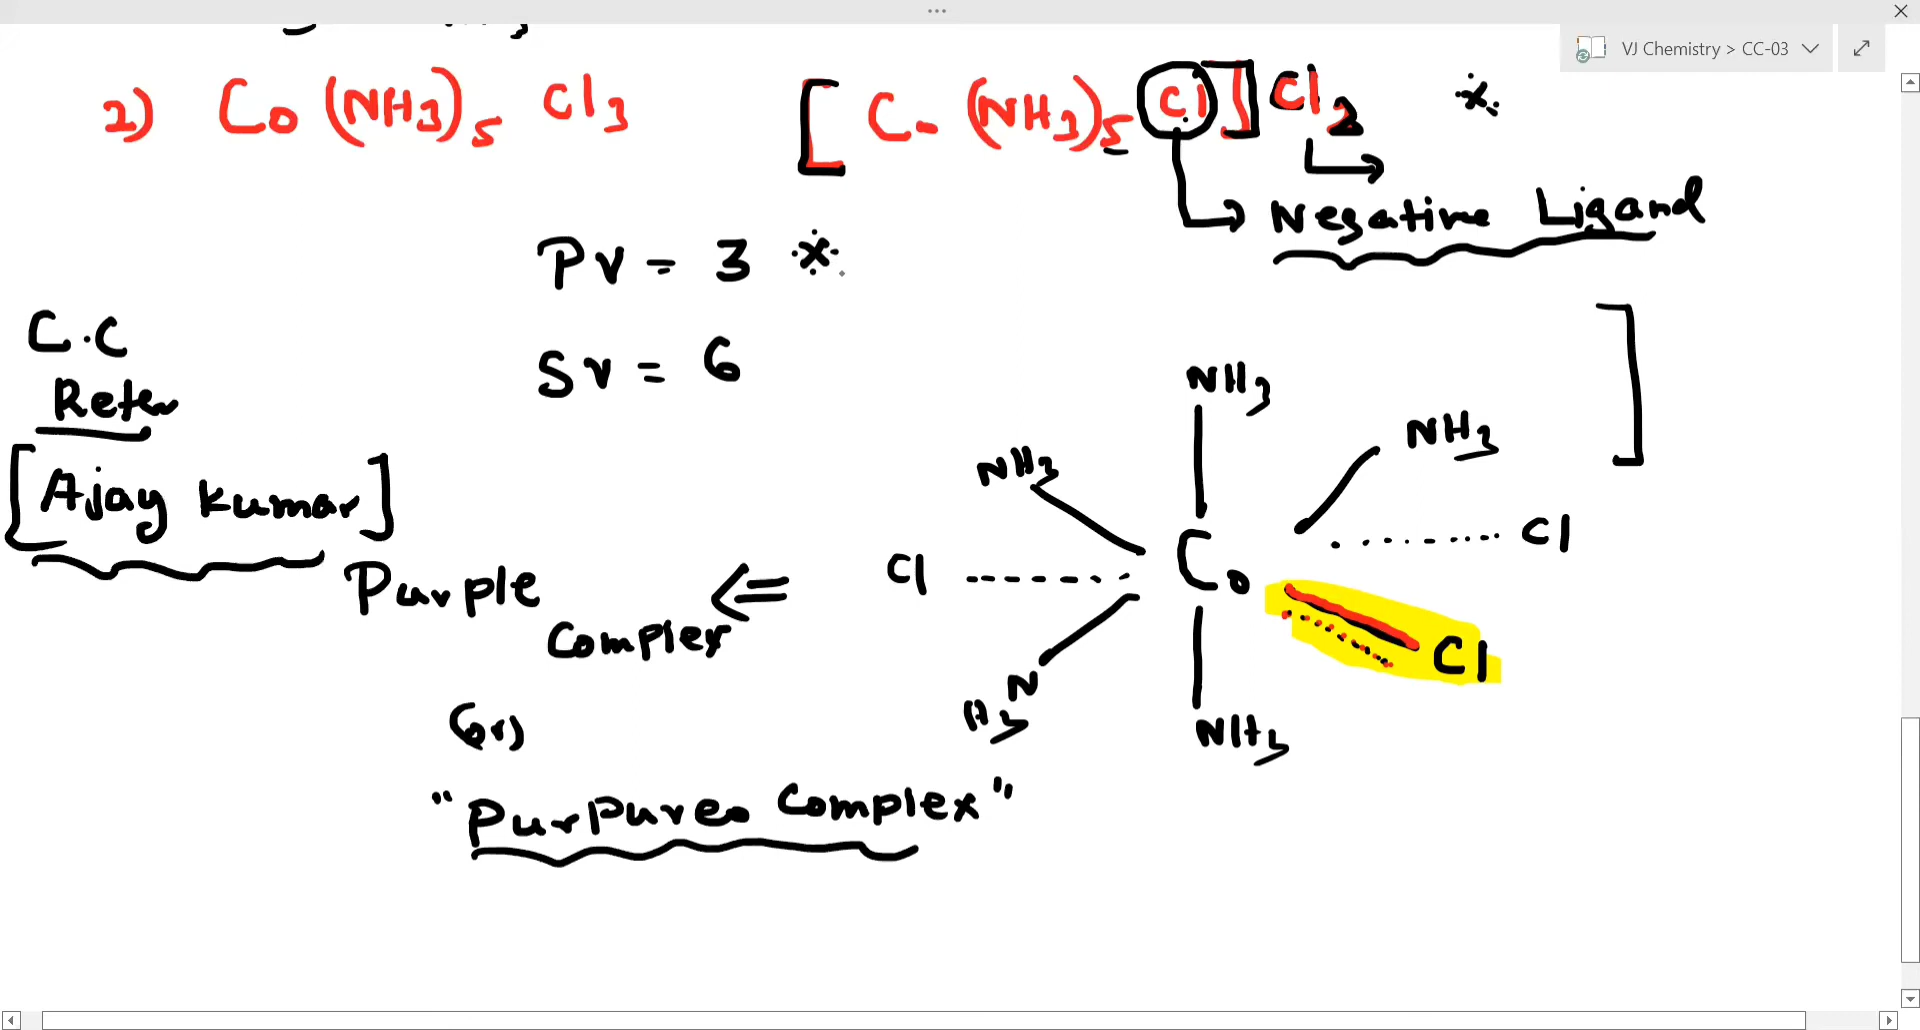 VJ Chemistry > CC-03
2) Co (NH3)5 Cl3 [Co (NH3)5 Cl] Cl2
Negative Ligand
PV = 3
SV = 6
C.C
Refer
[Ajay kumar]
NH3
NH3
NH3
Cl
Cl
Co
Cl
N
H3
NH3
Purple
Complex
(or)
"Purpureo Complex"